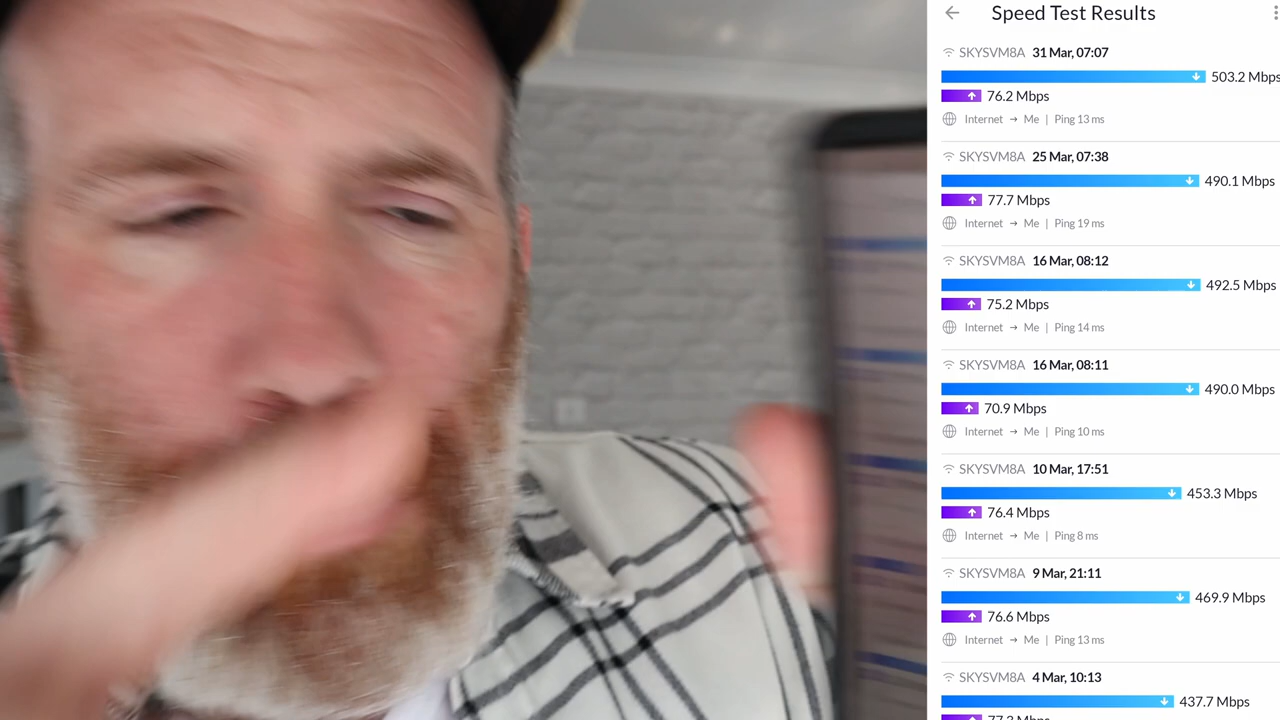 Speed Test Results
SKYSVM8A 31 Mar, 07:07
503.2 Mbps
76.2 Mbps
Internet → Me | Ping 13 ms
SKYSVM8A 25 Mar, 07:38
490.1 Mbps
77.7 Mbps
Internet → Me | Ping 19 ms
SKYSVM8A 16 Mar, 08:12
492.5 Mbps
75.2 Mbps
Internet → Me | Ping 14 ms
SKYSVM8A 16 Mar, 08:11
490.0 Mbps
70.9 Mbps
Internet → Me | Ping 10 ms
SKYSVM8A 10 Mar, 17:51
453.3 Mbps
76.4 Mbps
Internet → Me | Ping 8 ms
SKYSVM8A 9 Mar, 21:11
469.9 Mbps
76.6 Mbps
Internet → Me | Ping 13 ms
SKYSVM8A 4 Mar, 10:13
437.7 Mbps